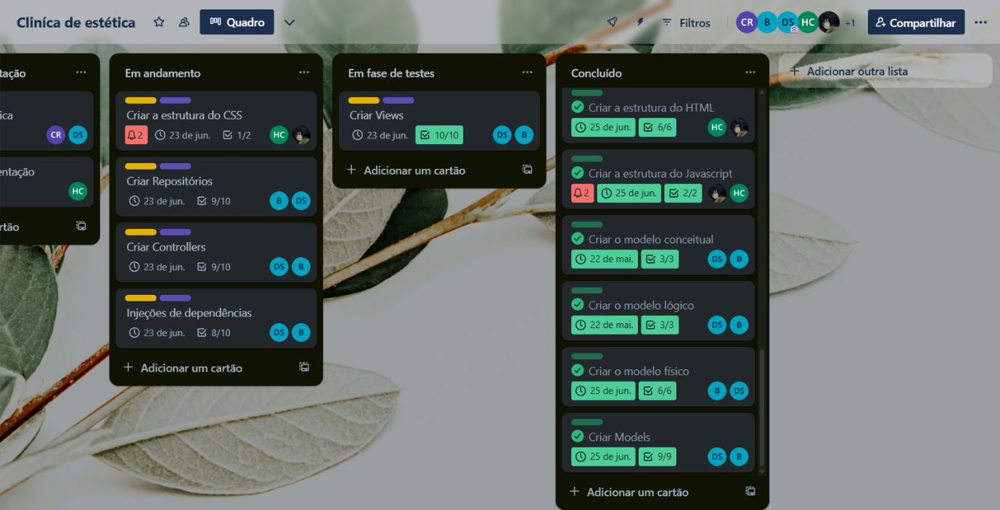 Cliníca de estética
Quadro
Filtros
CR
B
DS
HC
+1
Compartilhar
tação
ica
CR
DS
entação
HC
rtão
Em andamento
Criar a estrutura do CSS
2
23 de jun.
1/2
HC
Criar Repositórios
23 de jun.
9/10
B
DS
Criar Controllers
23 de jun.
9/10
DS
B
Injeções de dependências
23 de jun.
8/10
DS
B
Adicionar um cartão
Em fase de testes
Criar Views
23 de jun.
10/10
DS
B
Adicionar um cartão
Concluído
Criar a estrutura do HTML
25 de jun.
6/6
HC
Criar a estrutura do Javascript
2
25 de jun.
2/2
HC
Criar o modelo conceitual
22 de mai.
3/3
DS
B
Criar o modelo lógico
22 de mai.
3/3
DS
B
Criar o modelo físico
25 de jun.
6/6
B
DS
Criar Models
25 de jun.
9/9
DS
B
Adicionar um cartão
Adicionar outra lista